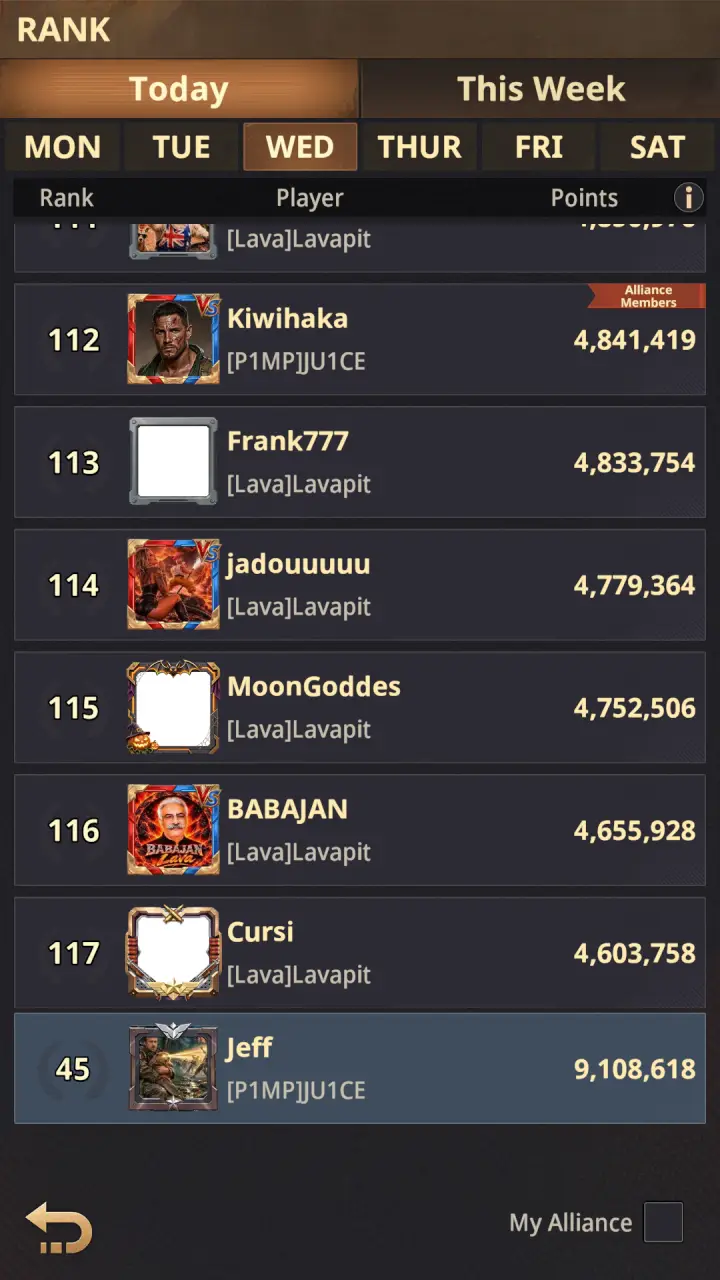 RANK
Today
This Week
MON
TUE
WED
THUR
FRI
SAT
Rank
Player
Points
[Lava]Lavapit
Alliance
Members
112
Kiwihaka
[P1MP]JU1CE
4,841,419
113
Frank777
[Lava]Lavapit
4,833,754
114
jadouuuuu
[Lava]Lavapit
4,779,364
115
MoonGoddes
[Lava]Lavapit
4,752,506
116
BABAJAN
[Lava]Lavapit
4,655,928
BABAJAN
Lava
117
Cursi
[Lava]Lavapit
4,603,758
45
Jeff
[P1MP]JU1CE
9,108,618
My Alliance